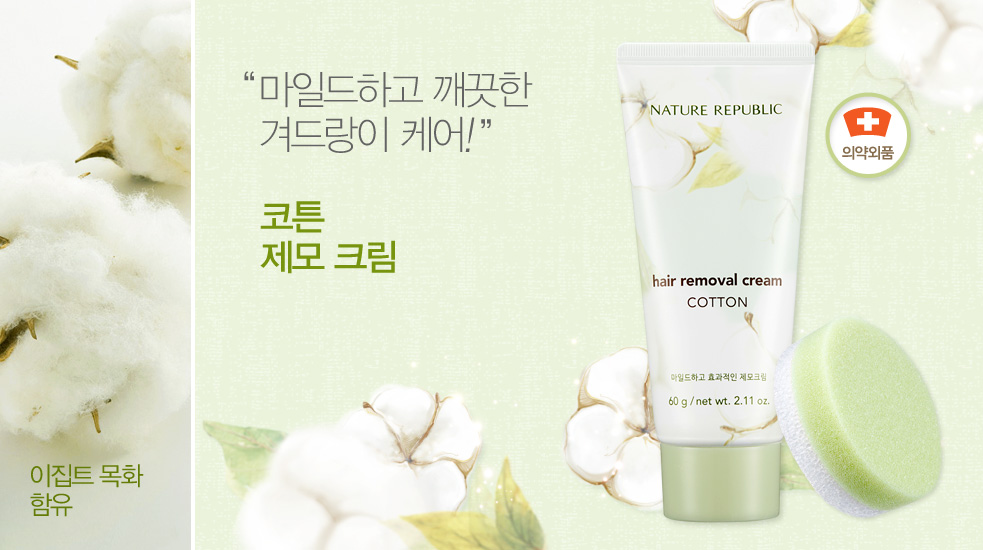 “ 마일드하고 깨끗한
겨드랑이 케어! ”
코튼
제모 크림
이집트 목화
함유
NATURE REPUBLIC
hair removal cream
COTTON
마일드하고 효과적인 제모크림
60 g / net wt. 2.11 oz.
의약외품